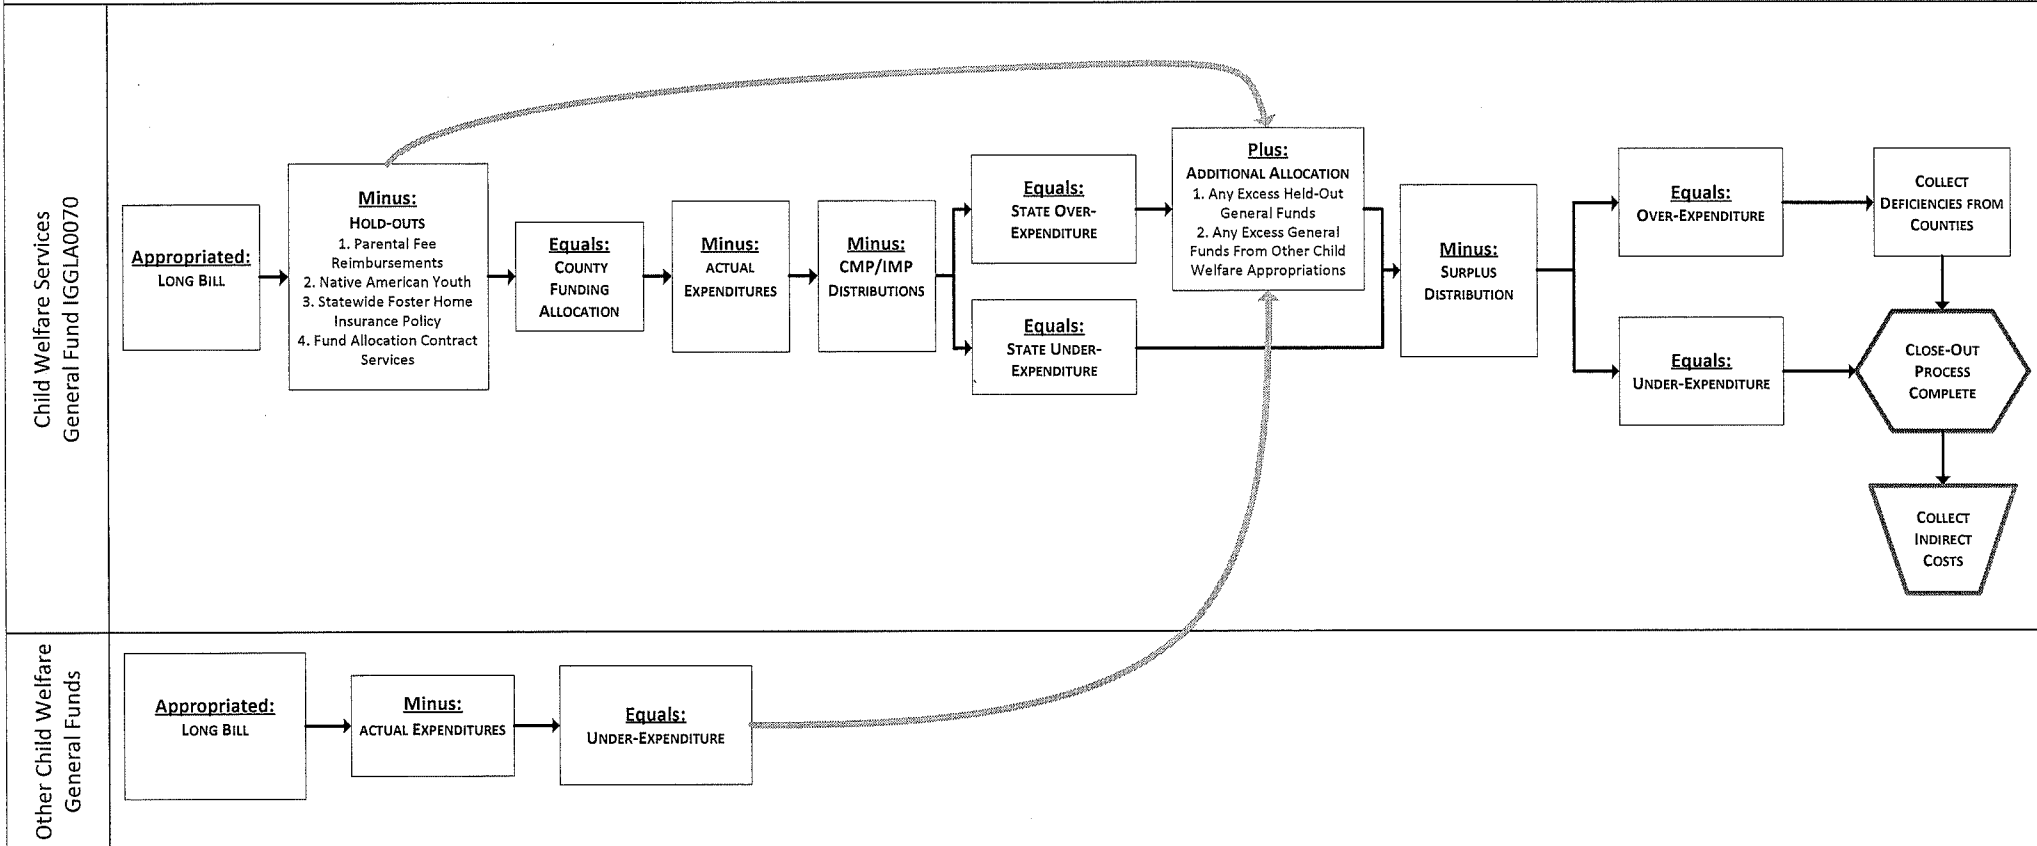 Child Welfare Services
General Fund IGGLA0070
Appropriated:
LONG BILL
Minus:
HOLD-OUTS
1. Parental Fee
Reimbursements
2. Native American Youth
3. Statewide Foster Home
Insurance Policy
4. Fund Allocation Contract
Services
Equals:
COUNTY
FUNDING
ALLOCATION
Minus:
ACTUAL
EXPENDITURES
Minus:
CMP/IMP
DISTRIBUTIONS
Equals:
STATE OVER-
EXPENDITURE
Equals:
STATE UNDER-
EXPENDITURE
Plus:
ADDITIONAL ALLOCATION
1. Any Excess Held-Out
General Funds
2. Any Excess General
Funds From Other Child
Welfare Appropriations
Minus:
SURPLUS
DISTRIBUTION
Equals:
OVER-EXPENDITURE
Equals:
UNDER-EXPENDITURE
COLLECT
DEFICIENCIES FROM
COUNTIES
CLOSE-OUT
PROCESS
COMPLETE
COLLECT
INDIRECT
COSTS
Other Child Welfare
General Funds
Appropriated:
LONG BILL
Minus:
ACTUAL EXPENDITURES
Equals:
UNDER-EXPENDITURE